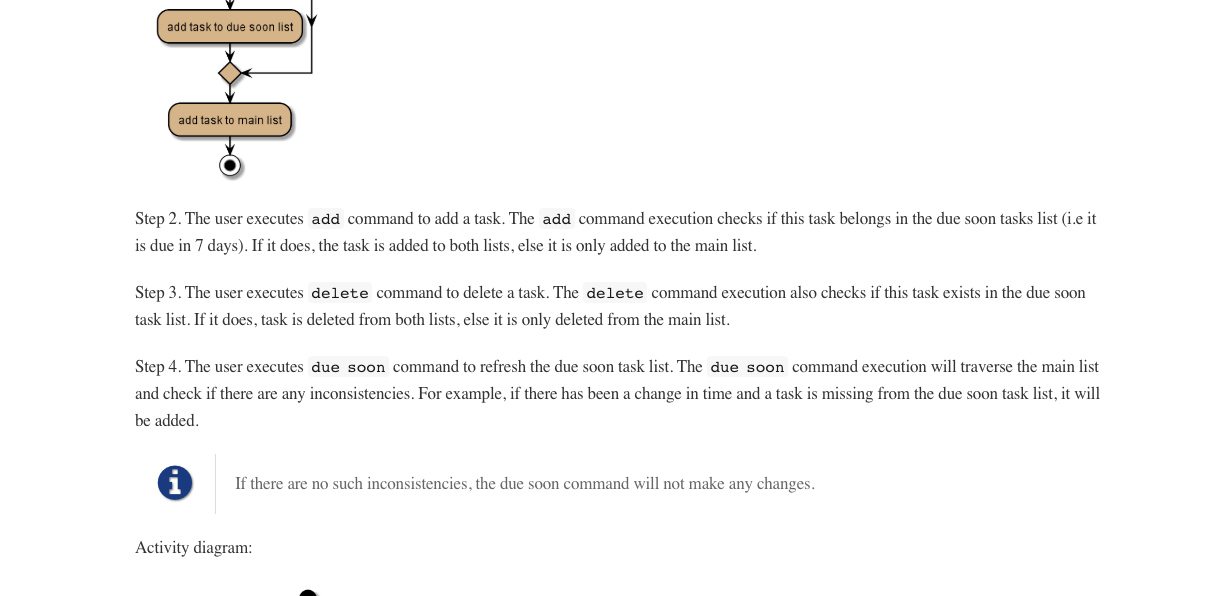 add task to due soon list
add task to main list
Step 2. The user executes add command to add a task. The add command execution checks if this task belongs in the due soon tasks list (i.e it
is due in 7 days). If it does, the task is added to both lists, else it is only added to the main list.
Step 3. The user executes delete command to delete a task. The delete command execution also checks if this task exists in the due soon
task list. If it does, task is deleted from both lists, else it is only deleted from the main list.
Step 4. The user executes due soon command to refresh the due soon task list. The due soon command execution will traverse the main list
and check if there are any inconsistencies. For example, if there has been a change in time and a task is missing from the due soon task list, it will
be added.
If there are no such inconsistencies, the due soon command will not make any changes.
Activity diagram: